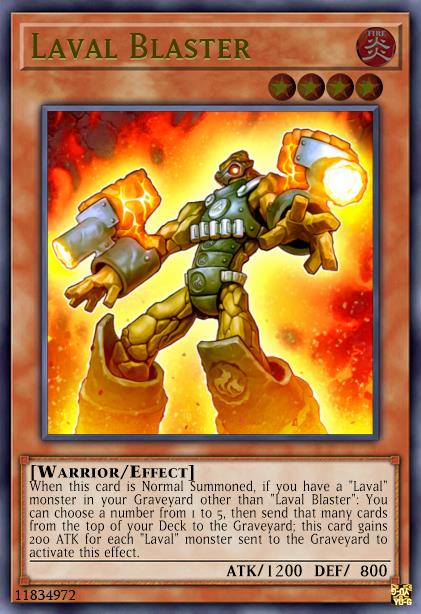 LAVAL BLASTER
FIRE
炎
[WARRIOR/EFFECT]
When this card is Normal Summoned, if you have a "Laval"
monster in your Graveyard other than "Laval Blaster": You
can choose a number from 1 to 5, then send that many cards
from the top of your Deck to the Graveyard; this card gains
200 ATK for each "Laval" monster sent to the Graveyard to
activate this effect.
ATK/1200 DEF/ 800
11834972